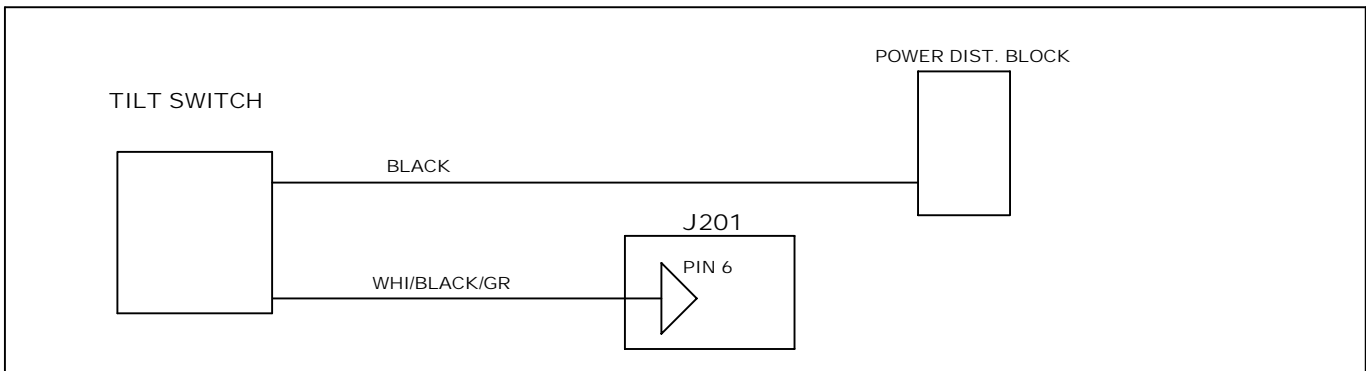 POWER DIST. BLOCK
TILT SWITCH
BLACK
J201
PIN 6
WHI/BLACK/GR